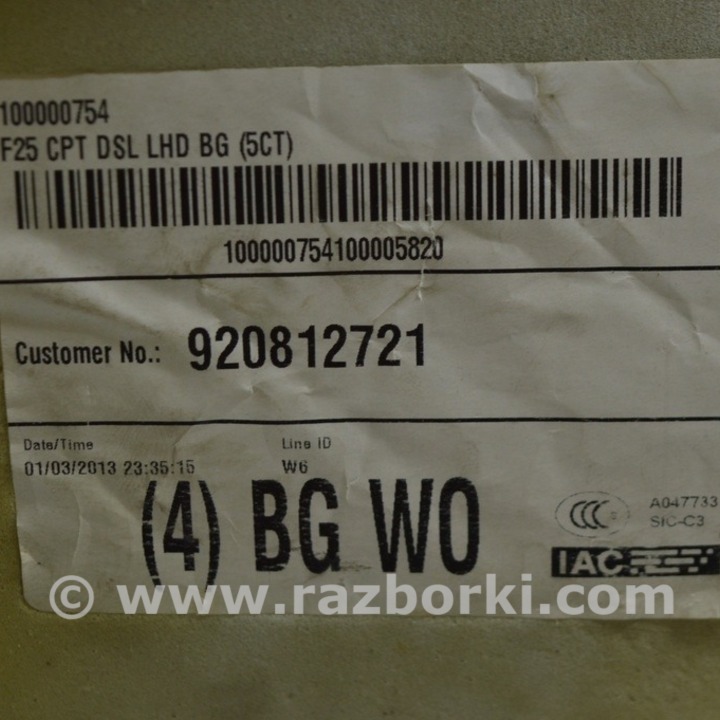 100000754
F25 CPT DSL LHD BG (5CT)
100000754100005820
Customer No.: 920812721
Date/Time Line ID
01/03/2013 23:35:15 W6
(4) BG WO
CCC A047733
SIC-C3
IAC
© www.razborki.com